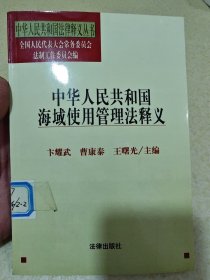 中华人民共和国法律释义丛书
全国人民代表大会常务委员会
法制工作委员会编
中华人民共和国
海域使用管理法释义
卞耀武 曹康泰 王曙光/主编
法律出版社